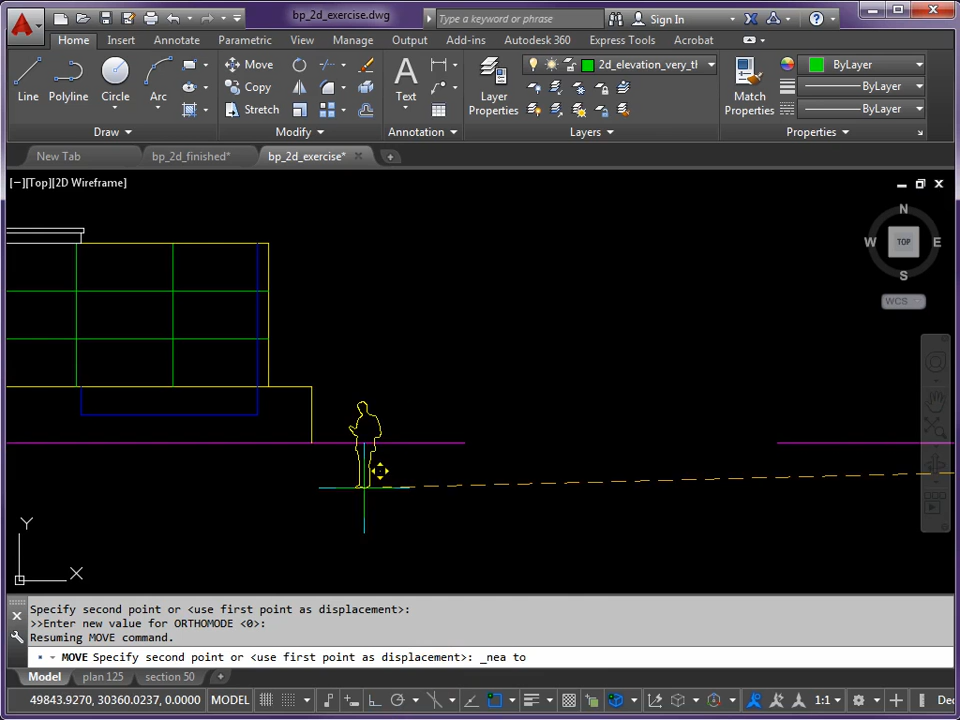 bp_2d_exercise.dwg
Type a keyword or phrase
Sign In
Home Insert Annotate Parametric View Manage Output Add-ins Autodesk 360 Express Tools Acrobat
Line Polyline Circle Arc
Move
Copy
Stretch
Text
Layer Properties
2d_elevation_very_th
Match Properties
ByLayer
ByLayer
ByLayer
Draw Modify Annotation Layers Properties
New Tab bp_2d_finished* bp_2d_exercise*
[−][Top][2D Wireframe]
N
W TOP E
S
WCS
Y
X
Specify second point or <use first point as displacement>:
>>Enter new value for ORTHOMODE <0>:
Resuming MOVE command.
MOVE Specify second point or <use first point as displacement>: _nea to
Model plan 125 section 50
49843.9270, 30360.0237, 0.0000 MODEL 1:1 Dec